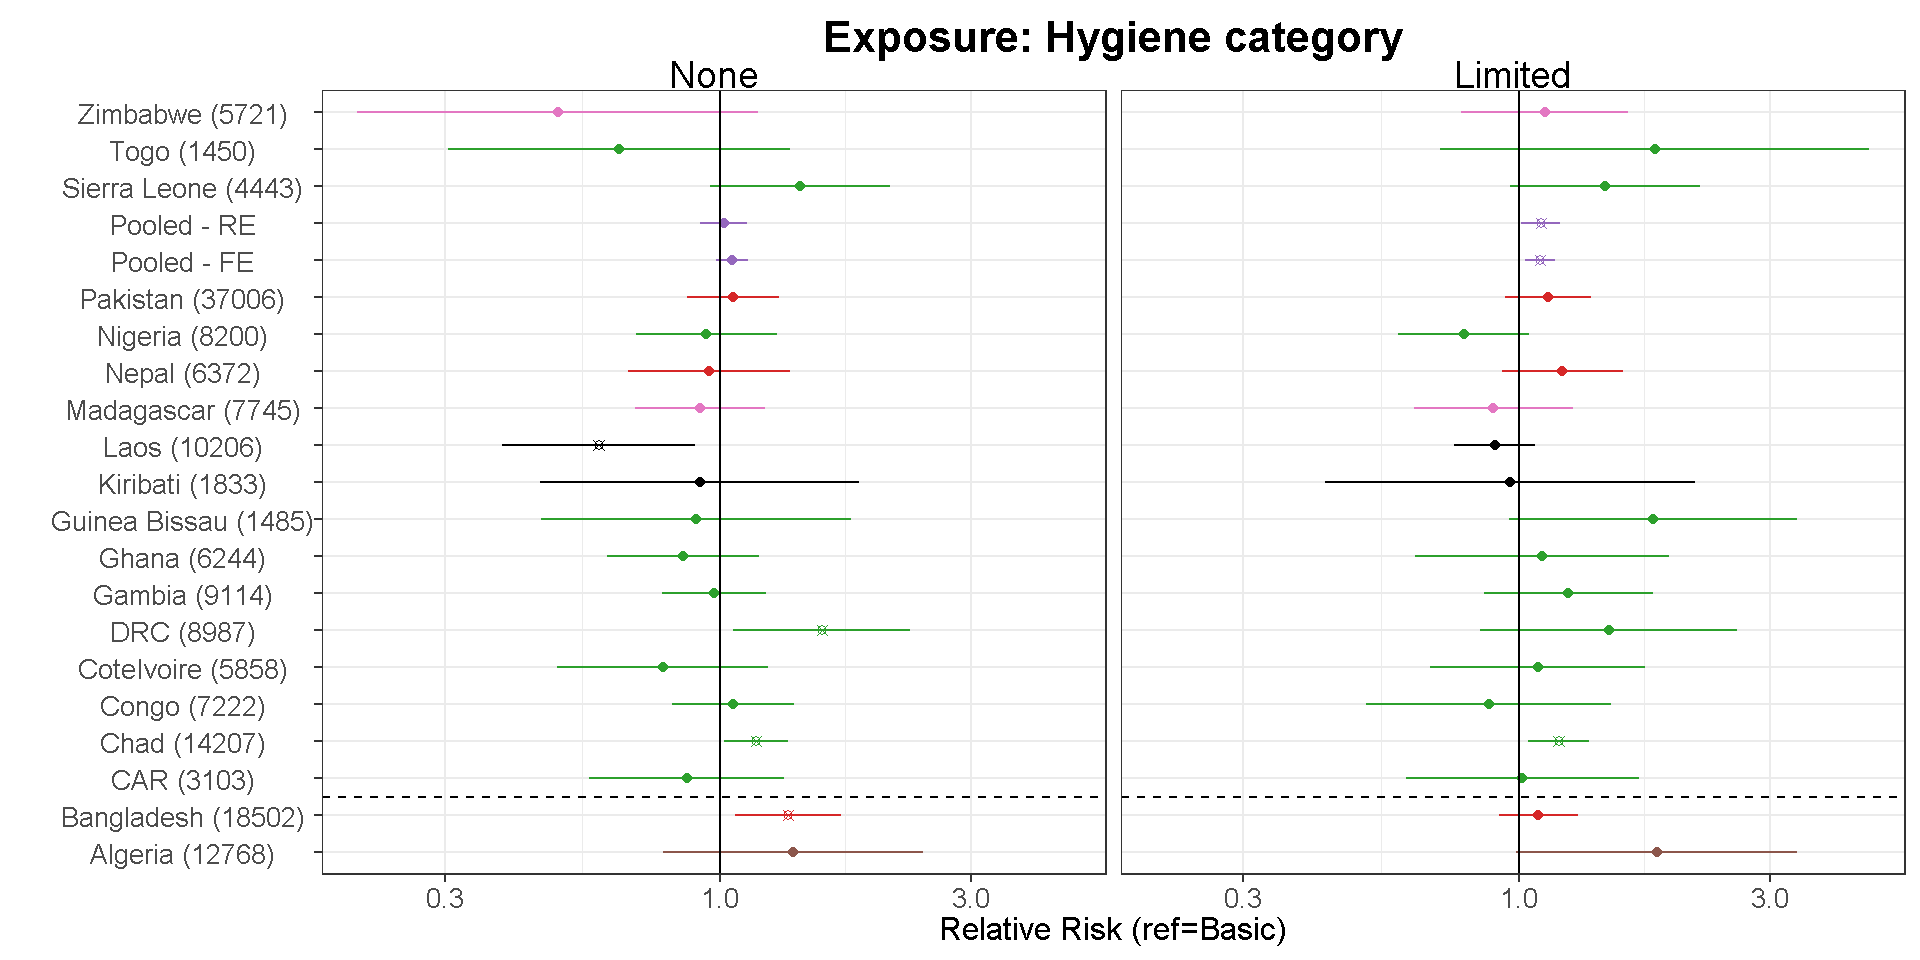 Exposure: Hygiene category
None
Limited
Zimbabwe (5721)
Togo (1450)
Sierra Leone (4443)
Pooled - RE
Pooled - FE
Pakistan (37006)
Nigeria (8200)
Nepal (6372)
Madagascar (7745)
Laos (10206)
Kiribati (1833)
Guinea Bissau (1485)
Ghana (6244)
Gambia (9114)
DRC (8987)
Cotelvoire (5858)
Congo (7222)
Chad (14207)
CAR (3103)
Bangladesh (18502)
Algeria (12768)
0.3 1.0 3.0 0.3 1.0 3.0
Relative Risk (ref=Basic)